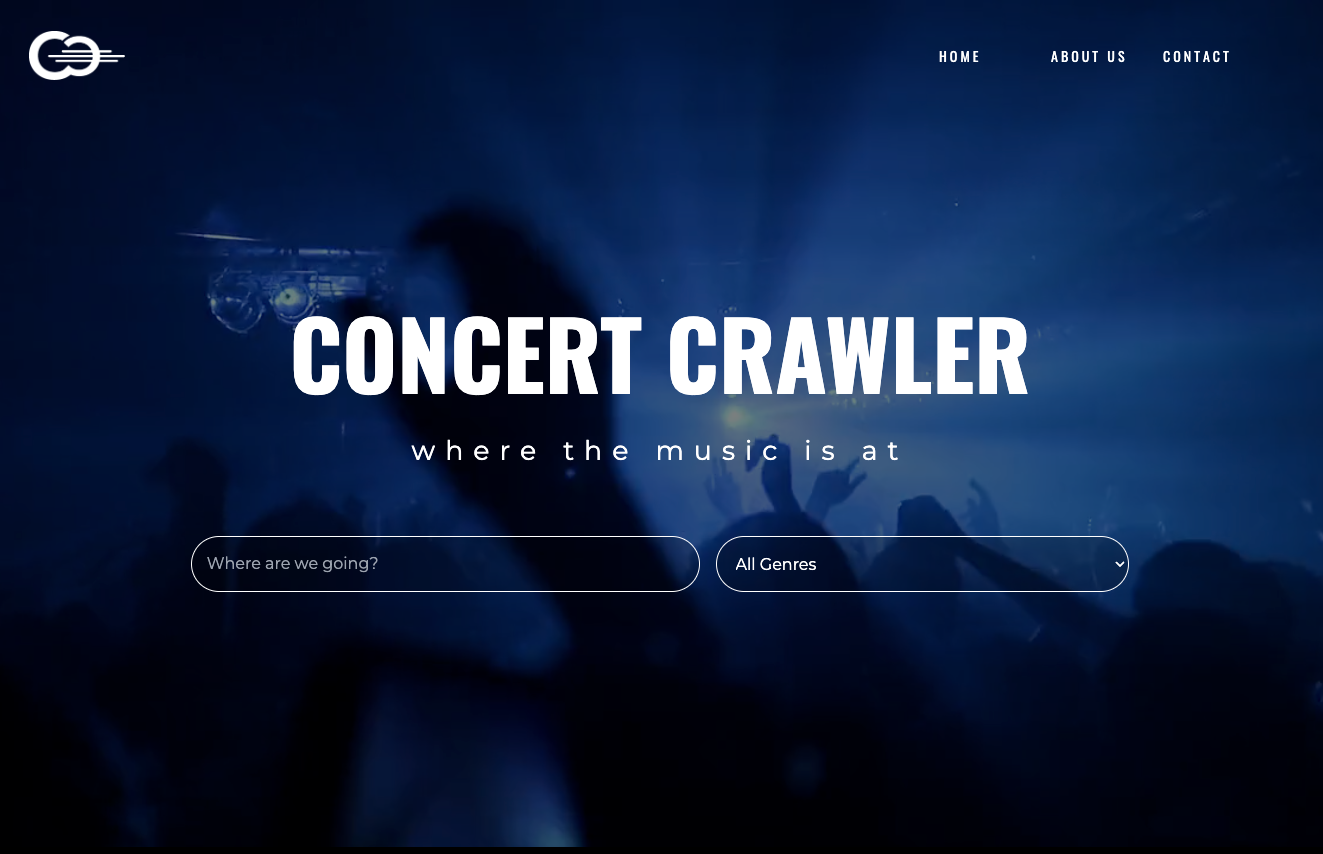 HOME ABOUT US CONTACT
CONCERT CRAWLER
where the music is at
Where are we going? All Genres